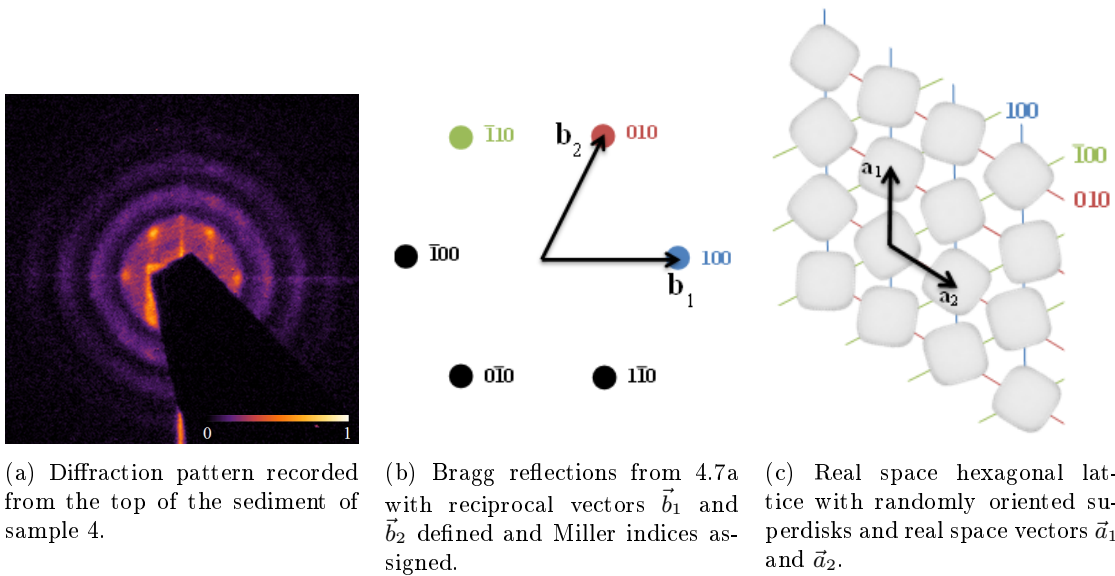 0 1
1̅10
b2
010
1̅00
100
b1
01̅0
11̅0
100
1̅00
010
a1
a2
(a) Diffraction pattern recorded
from the top of the sediment of
sample 4.
(b) Bragg reflections from 4.7a
with reciprocal vectors b⃗1 and
b⃗2 defined and Miller indices as-
signed.
(c) Real space hexagonal lat-
tice with randomly oriented su-
perdisks and real space vectors a⃗1
and a⃗2.